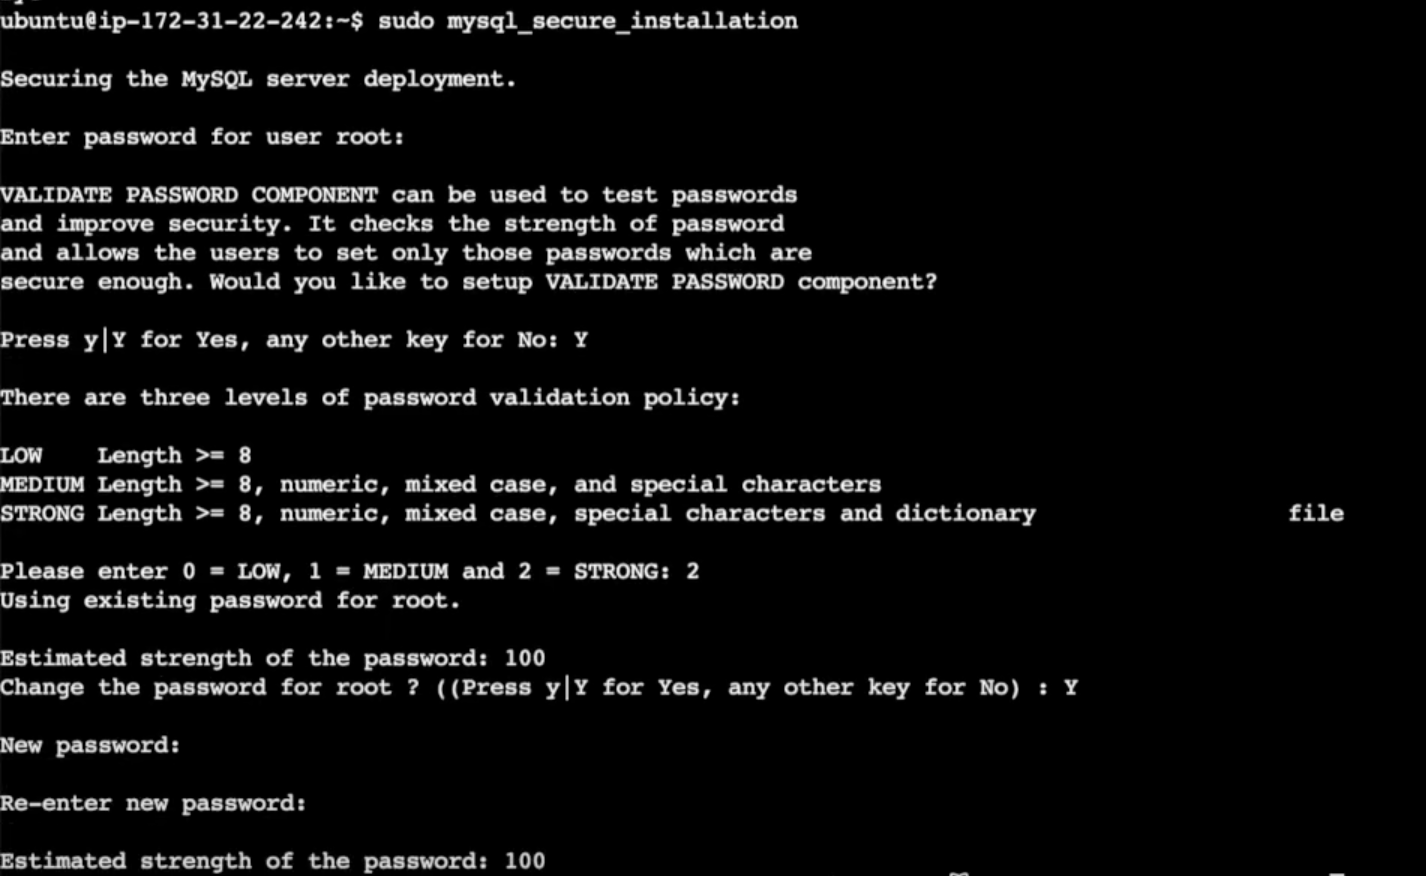 ubuntu@ip-172-31-22-242:~$ sudo mysql_secure_installation
Securing the MySQL server deployment.
Enter password for user root:
VALIDATE PASSWORD COMPONENT can be used to test passwords
and improve security. It checks the strength of password
and allows the users to set only those passwords which are
secure enough. Would you like to setup VALIDATE PASSWORD component?
Press y|Y for Yes, any other key for No: Y
There are three levels of password validation policy:
LOW    Length >= 8
MEDIUM Length >= 8, numeric, mixed case, and special characters
STRONG Length >= 8, numeric, mixed case, special characters and dictionary                  file
Please enter 0 = LOW, 1 = MEDIUM and 2 = STRONG: 2
Using existing password for root.
Estimated strength of the password: 100
Change the password for root ? ((Press y|Y for Yes, any other key for No) : Y
New password:
Re-enter new password:
Estimated strength of the password: 100